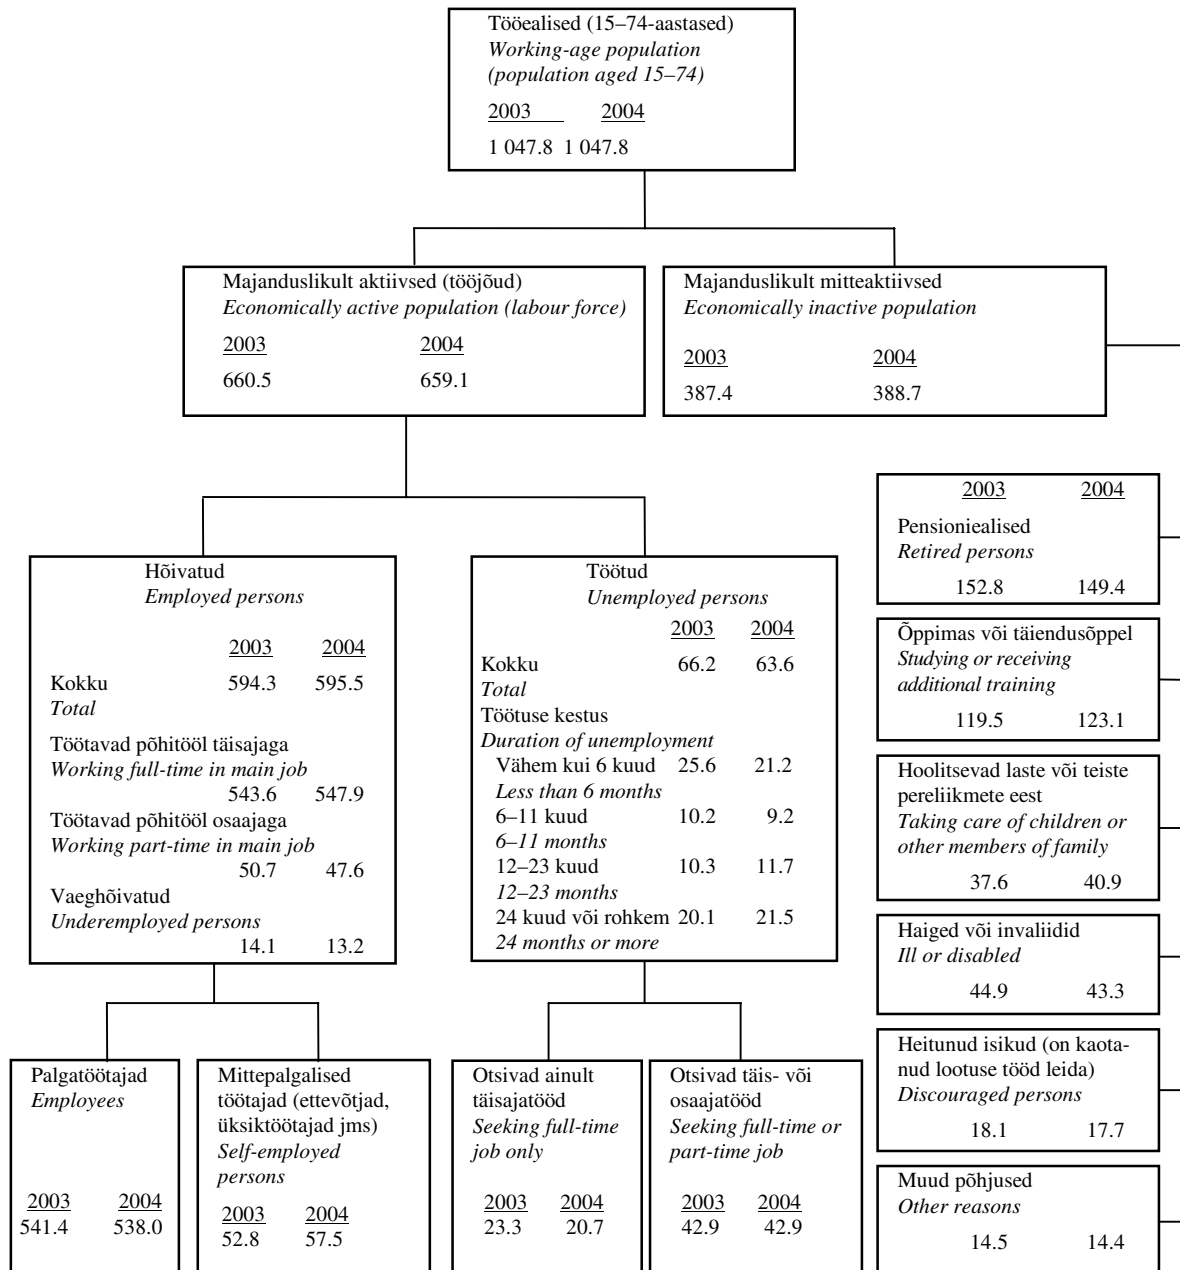 Tööealised (15–74-aastased)
Working-age population
(population aged 15–74)
2003 2004
1 047.8 1 047.8
Majanduslikult aktiivsed (tööjõud)
Economically active population (labour force)
2003 2004
660.5 659.1
Majanduslikult mitteaktiivsed
Economically inactive population
2003 2004
387.4 388.7
Hõivatud
Employed persons
2003 2004
Kokku 594.3 595.5
Total
Töötavad põhitööl täisajaga
Working full-time in main job
543.6 547.9
Töötavad põhitööl osaajaga
Working part-time in main job
50.7 47.6
Vaeghõivatud
Underemployed persons
14.1 13.2
Töötud
Unemployed persons
2003 2004
Kokku 66.2 63.6
Total
Töötuse kestus
Duration of unemployment
Vähem kui 6 kuud 25.6 21.2
Less than 6 months
6–11 kuud 10.2 9.2
6–11 months
12–23 kuud 10.3 11.7
12–23 months
24 kuud või rohkem 20.1 21.5
24 months or more
Palgatöötajad
Employees
2003 2004
541.4 538.0
Mittepalgalised
töötajad (ettevõtjad,
üksiktöötajad jms)
Self-employed
persons
2003 2004
52.8 57.5
Otsivad ainult
täisajatööd
Seeking full-time
job only
2003 2004
23.3 20.7
Otsivad täis- või
osaajatööd
Seeking full-time or
part-time job
2003 2004
42.9 42.9
2003 2004
Pensioniealised
Retired persons
152.8 149.4
Õppimas või täiendusõppel
Studying or receiving
additional training
119.5 123.1
Hoolitsevad laste või teiste
pereliikmete eest
Taking care of children or
other members of family
37.6 40.9
Haiged või invaliidid
Ill or disabled
44.9 43.3
Heitunud isikud (on kaota-
nud lootuse tööd leida)
Discouraged persons
18.1 17.7
Muud põhjused
Other reasons
14.5 14.4